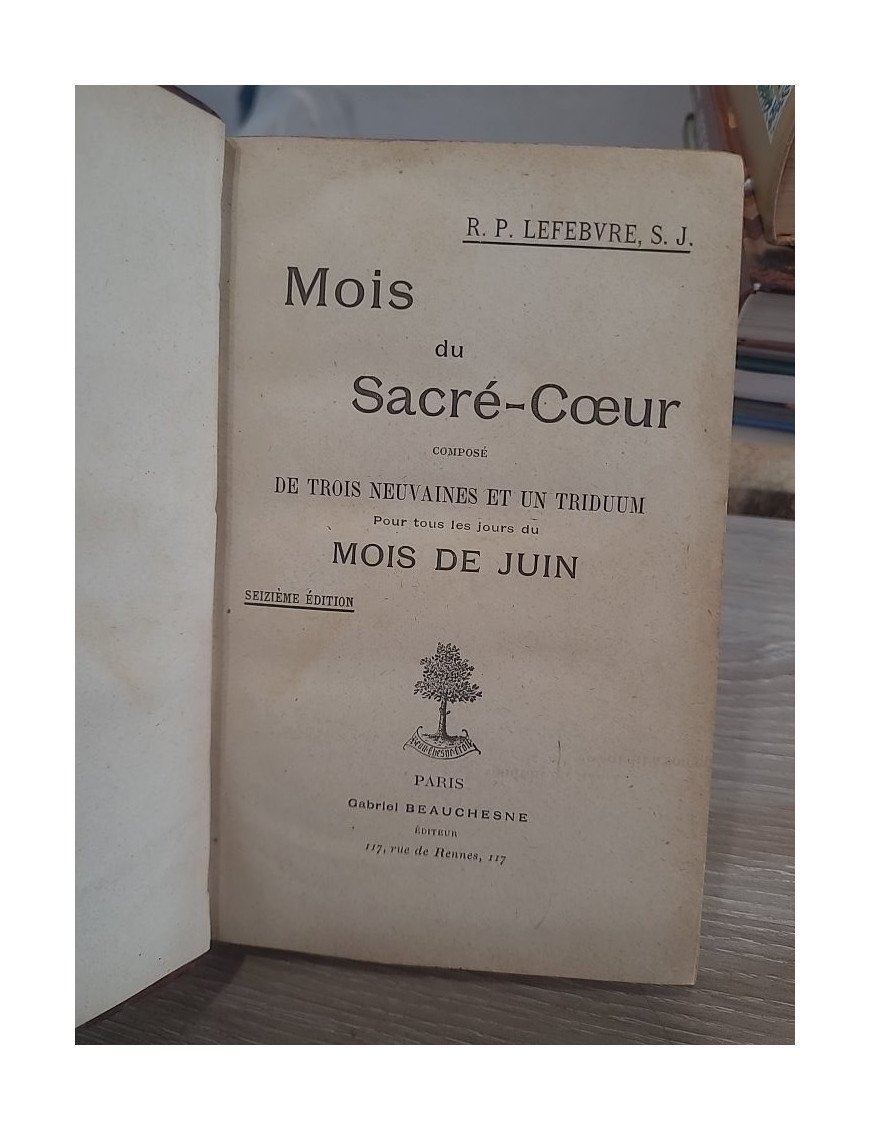 R. P. LEFEBVRE, S. J.
Mois
du
Sacré-Cœur
COMPOSÉ
DE TROIS NEUVAINES ET UN TRIDUUM
Pour tous les jours du
MOIS DE JUIN
SEIZIÈME ÉDITION
PARIS
Gabriel BEAUCHESNE
ÉDITEUR
117, rue de Rennes, 117